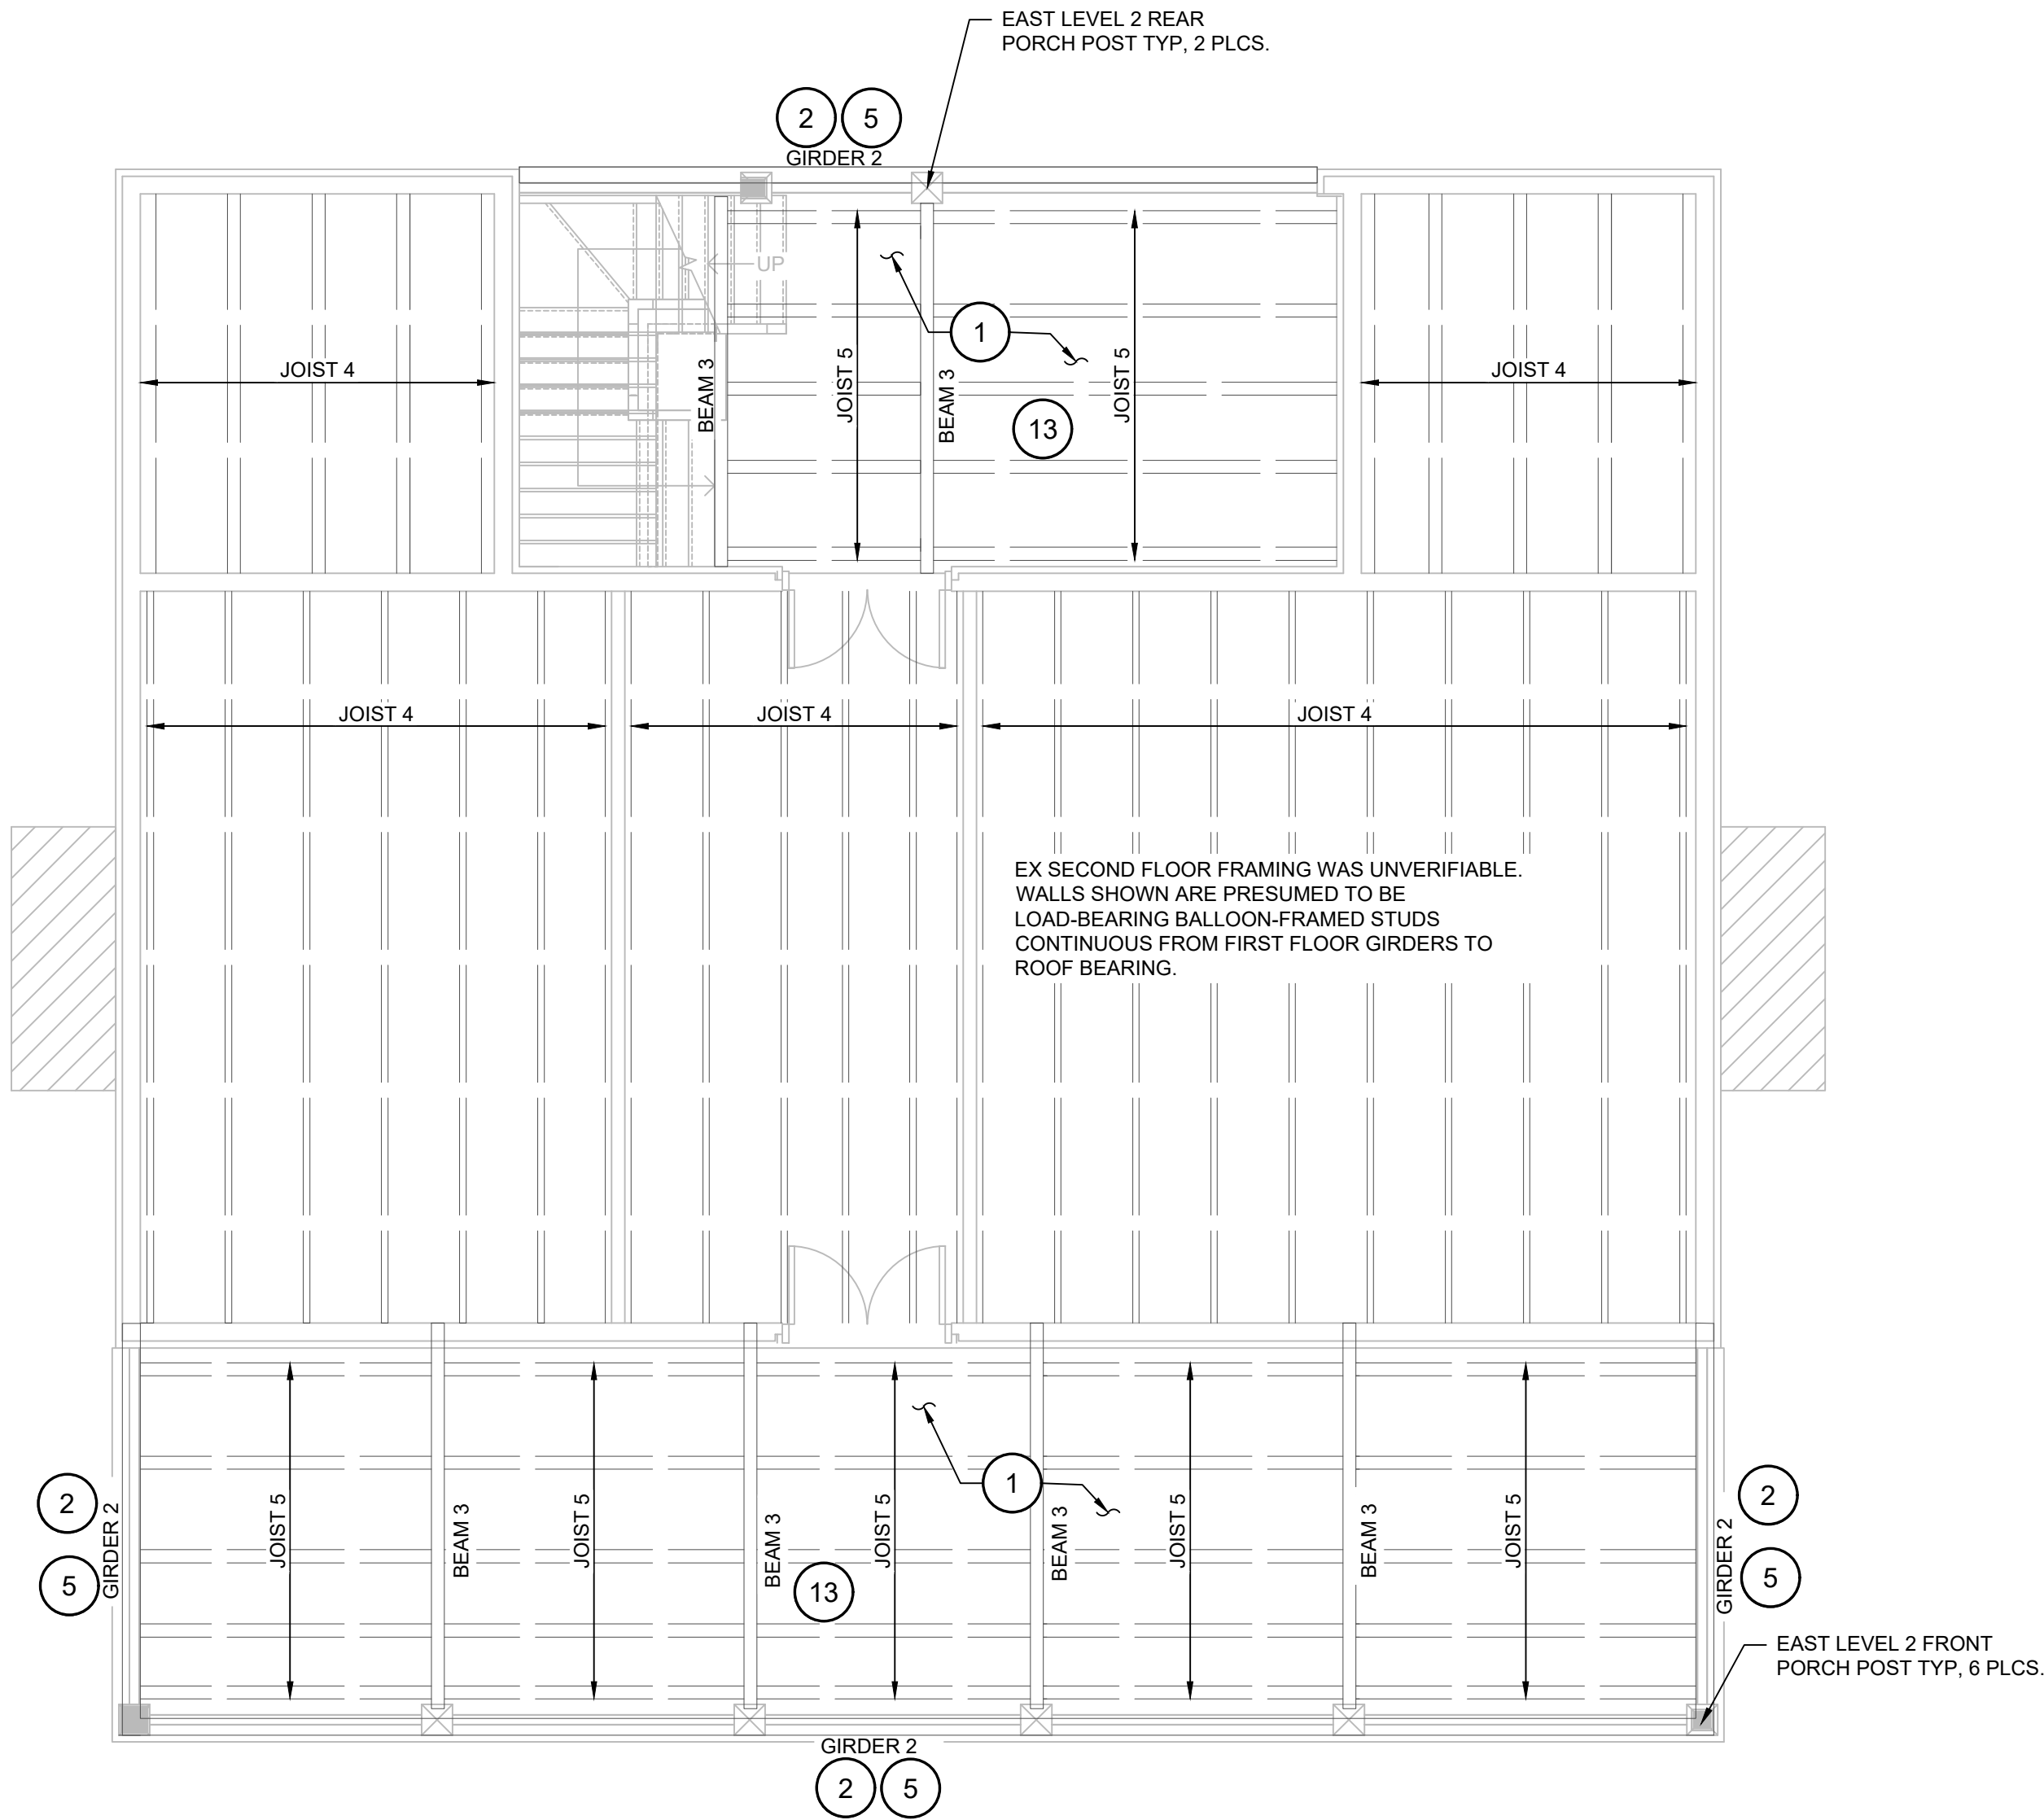 EAST LEVEL 2 REAR
PORCH POST TYP, 2 PLCS.
2
5
GIRDER 2
UP
1
JOIST 4
BEAM 3
JOIST 5
BEAM 3
JOIST 5
13
JOIST 4
JOIST 4
JOIST 4
JOIST 4
EX SECOND FLOOR FRAMING WAS UNVERIFIABLE.
WALLS SHOWN ARE PRESUMED TO BE
LOAD-BEARING BALLOON-FRAMED STUDS
CONTINUOUS FROM FIRST FLOOR GIRDERS TO
ROOF BEARING.
1
2
5
GIRDER 2
JOIST 5
BEAM 3
JOIST 5
BEAM 3
13
JOIST 5
BEAM 3
JOIST 5
BEAM 3
JOIST 5
GIRDER 2
2
5
EAST LEVEL 2 FRONT
PORCH POST TYP, 6 PLCS.
GIRDER 2
2
5